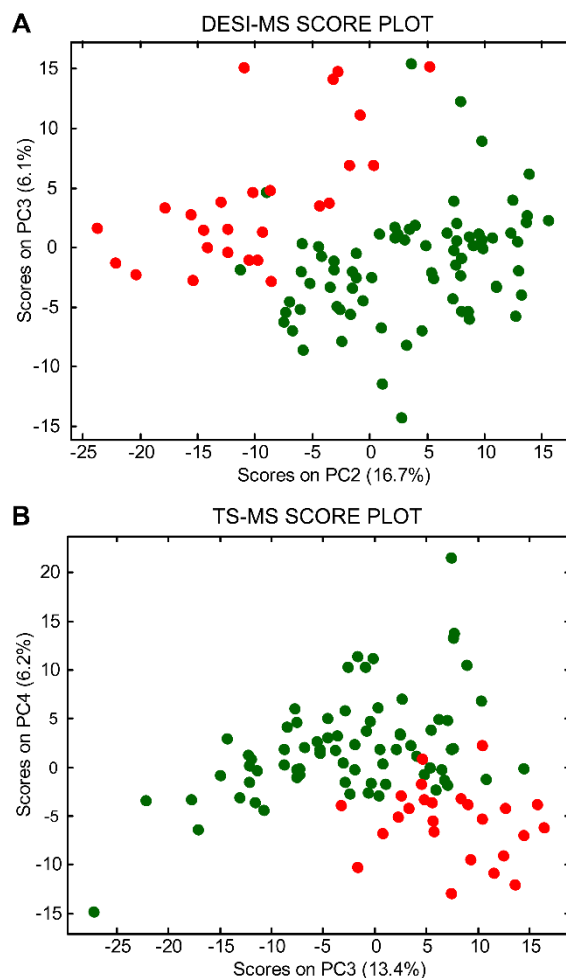 A
DESI-MS SCORE PLOT
15
10
5
0
-5
-10
-15
Scores on PC3 (6.1%)
-25 -20 -15 -10 -5 0 5 10 15
Scores on PC2 (16.7%)
B
TS-MS SCORE PLOT
20
15
10
5
0
-5
-10
-15
Scores on PC4 (6.2%)
-25 -20 -15 -10 -5 0 5 10 15
Scores on PC3 (13.4%)